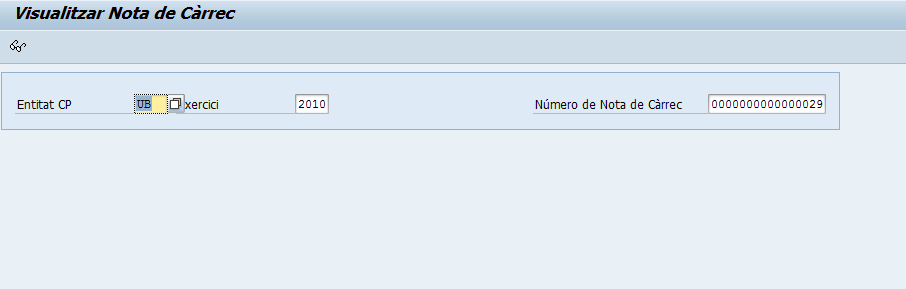 Visualitzar Nota de Càrrec
Entitat CP UB xercici 2010 Número de Nota de Càrrec 0000000000000029